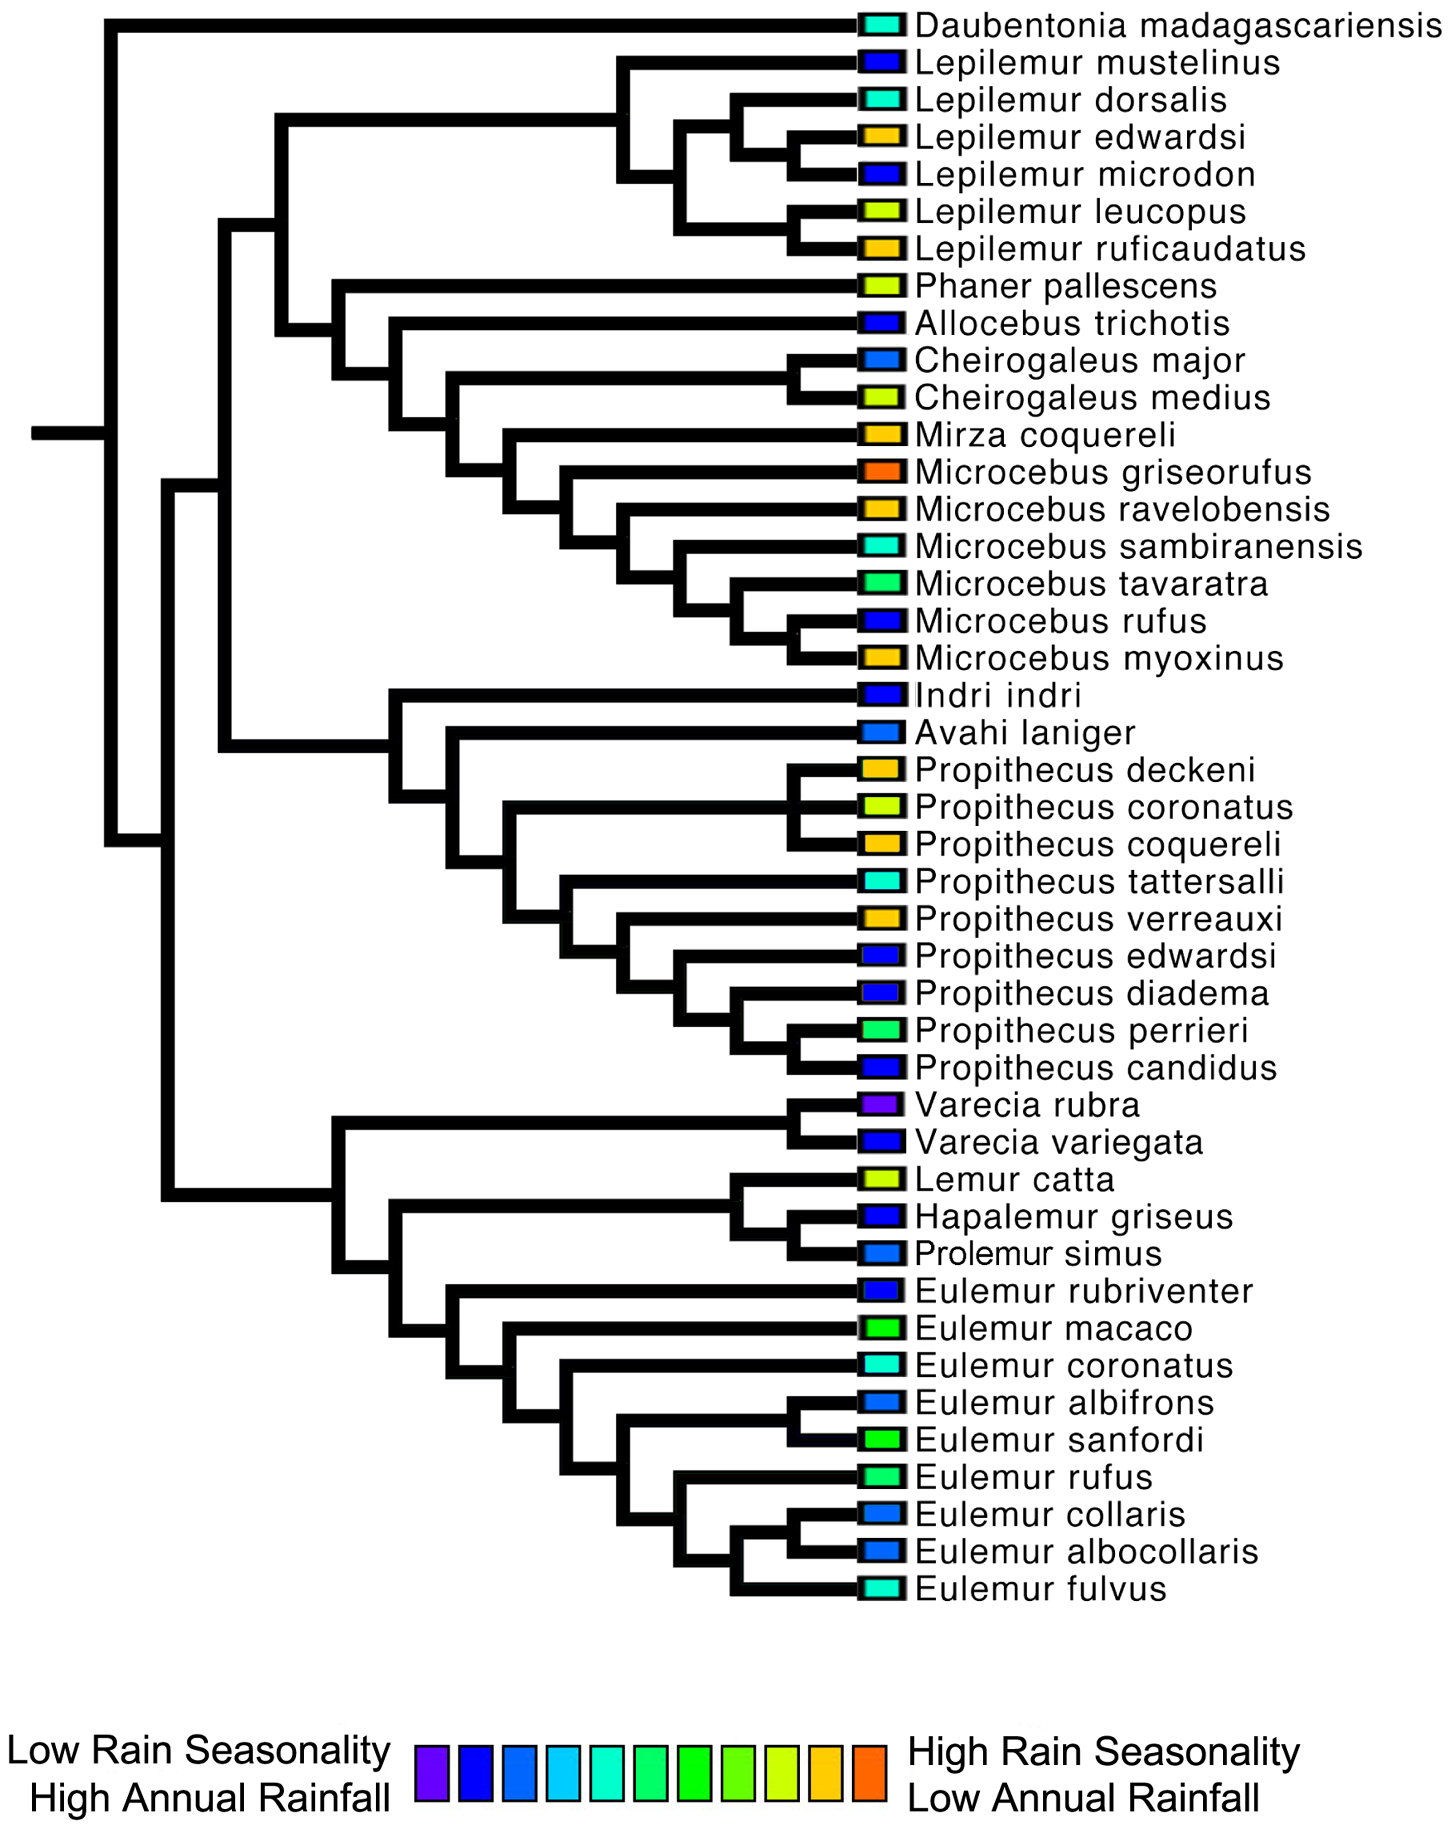 Daubentonia madagascariensis
Lepilemur mustelinus
Lepilemur dorsalis
Lepilemur edwardsi
Lepilemur microdon
Lepilemur leucopus
Lepilemur ruficaudatus
Phaner pallescens
Allocebus trichotis
Cheirogaleus major
Cheirogaleus medius
Mirza coquereli
Microcebus griseorufus
Microcebus ravelobensis
Microcebus sambiranensis
Microcebus tavaratra
Microcebus rufus
Microcebus myoxinus
Indri indri
Avahi laniger
Propithecus deckeni
Propithecus coronatus
Propithecus coquereli
Propithecus tattersalli
Propithecus verreauxi
Propithecus edwardsi
Propithecus diadema
Propithecus perrieri
Propithecus candidus
Varecia rubra
Varecia variegata
Lemur catta
Hapalemur griseus
Prolemur simus
Eulemur rubriventer
Eulemur macaco
Eulemur coronatus
Eulemur albifrons
Eulemur sanfordi
Eulemur rufus
Eulemur collaris
Eulemur albocollaris
Eulemur fulvus
Low Rain Seasonality
High Annual Rainfall
High Rain Seasonality
Low Annual Rainfall